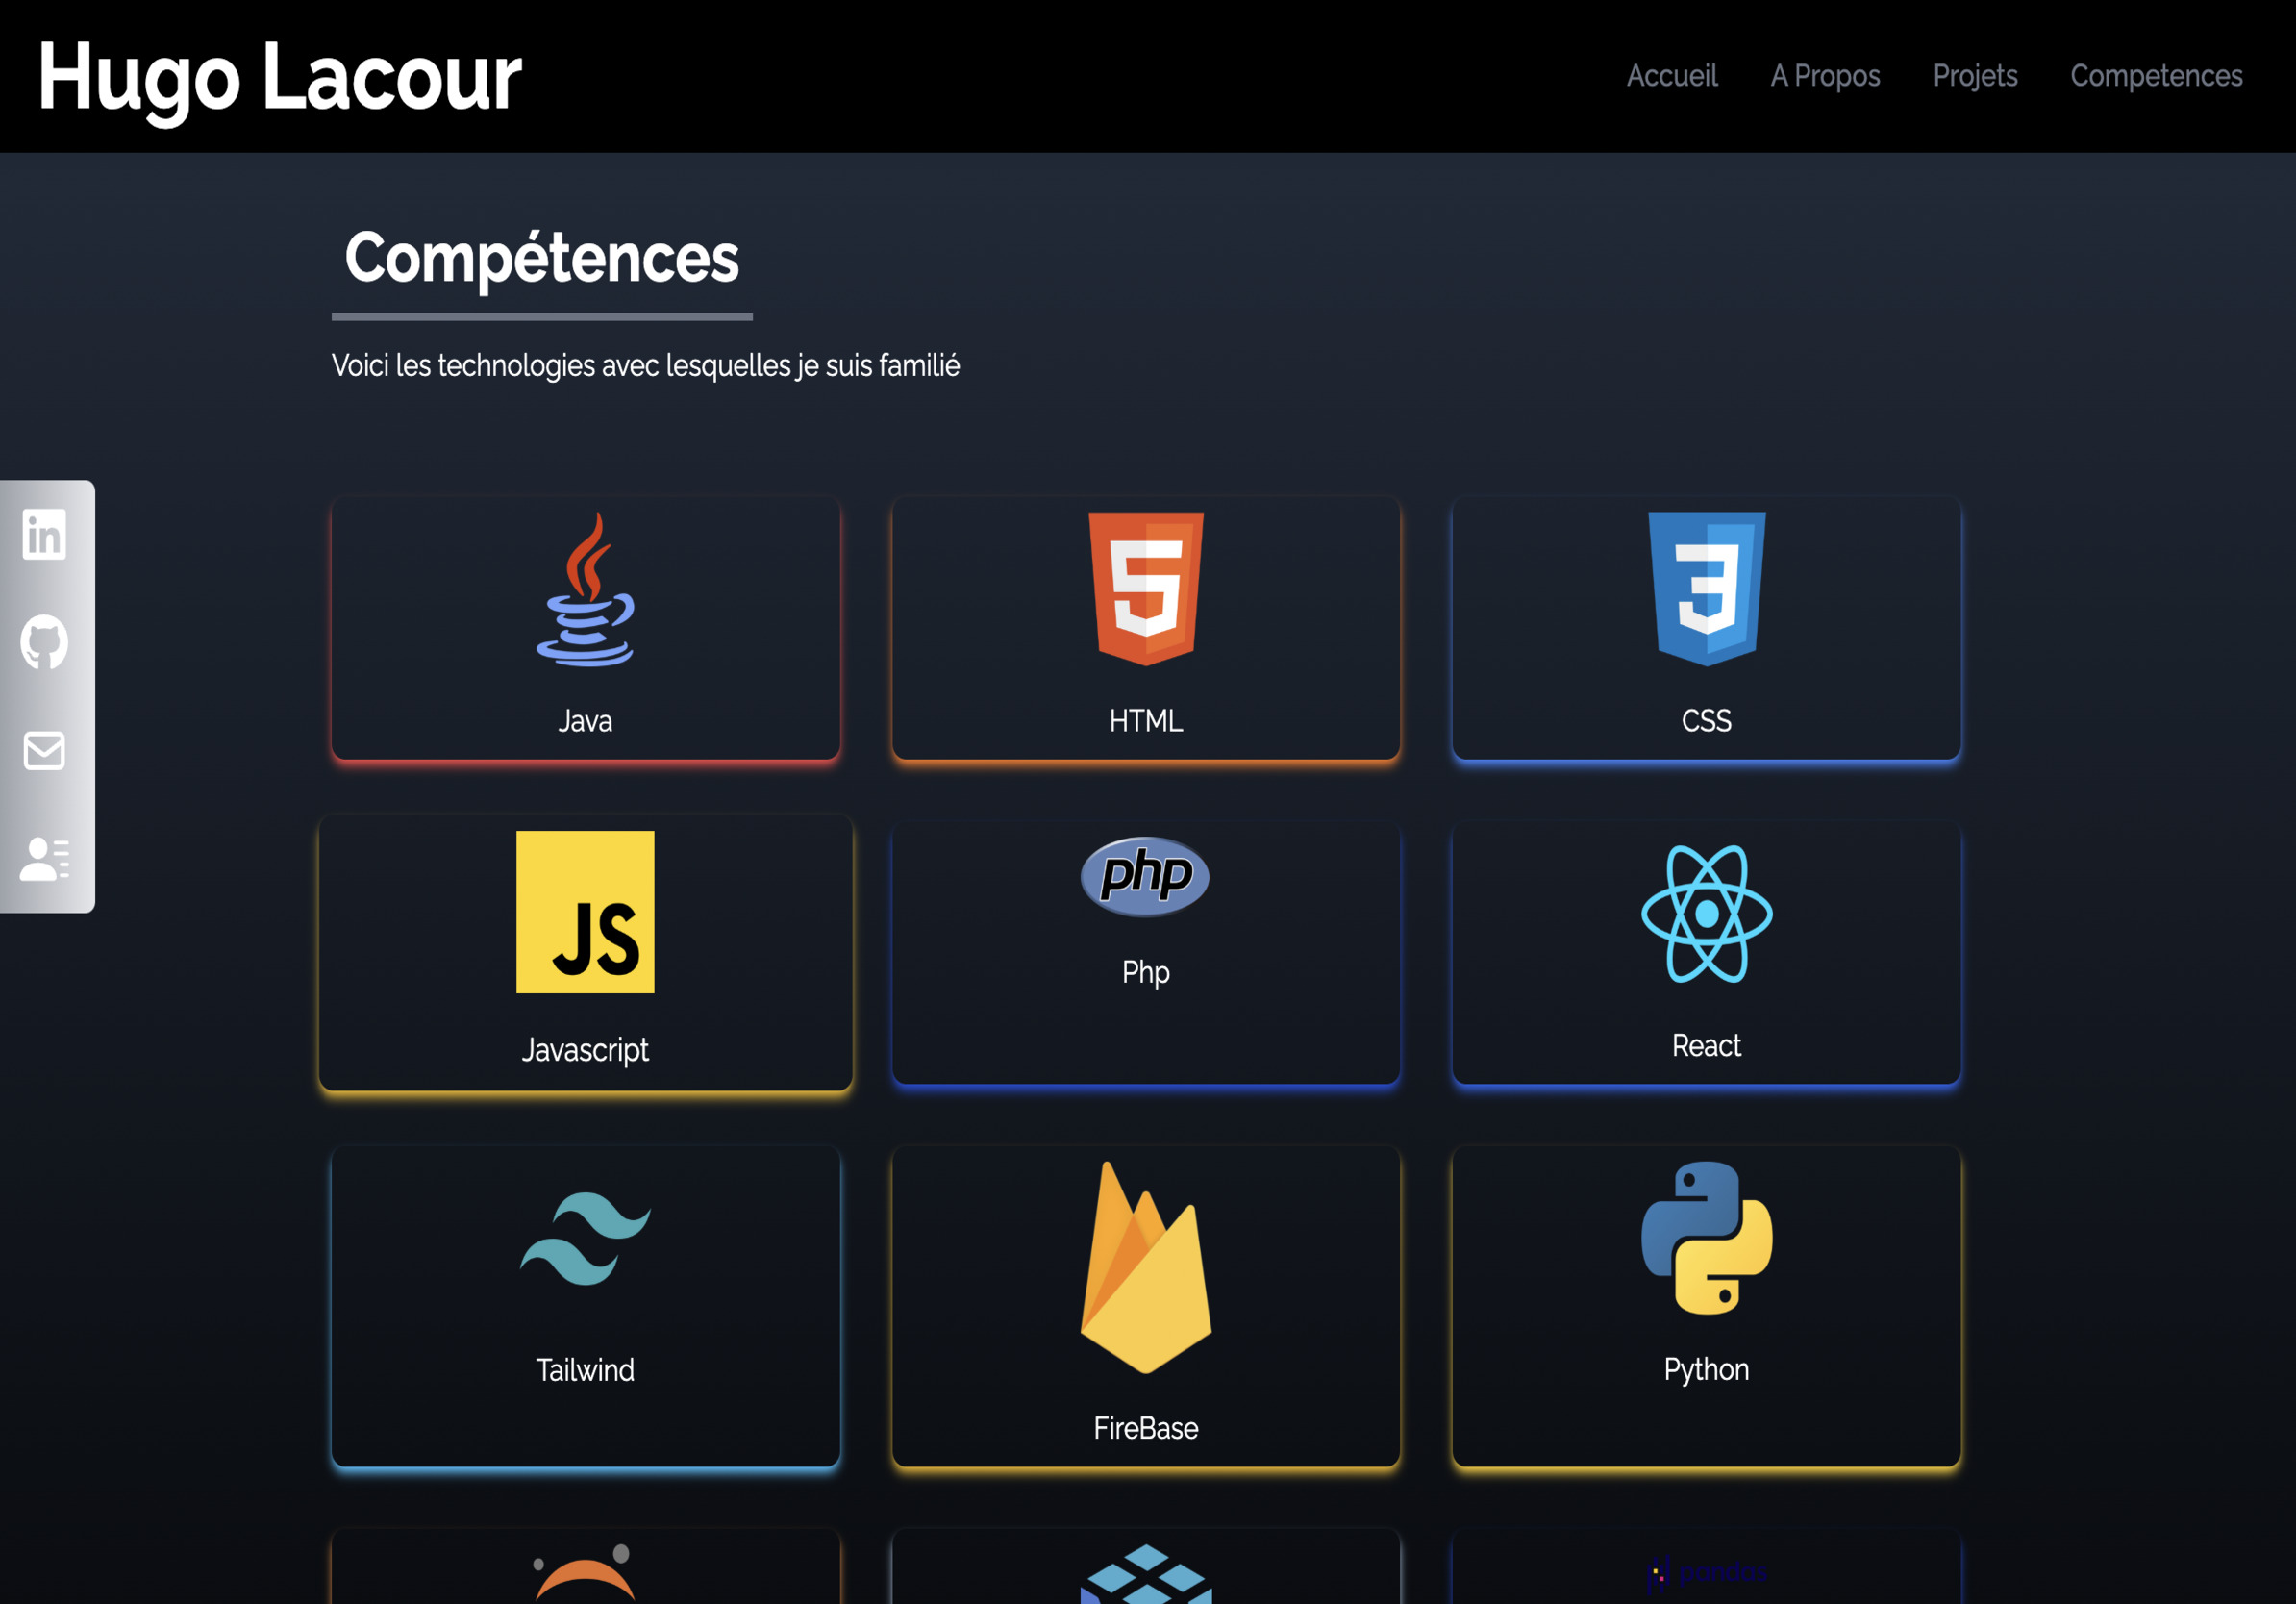 Hugo Lacour
Accueil A Propos Projets Competences
Compétences
Voici les technologies avec lesquelles je suis familié
in
Java
HTML
CSS
JS
Javascript
php
Php
React
Tailwind
FireBase
Python
pandas